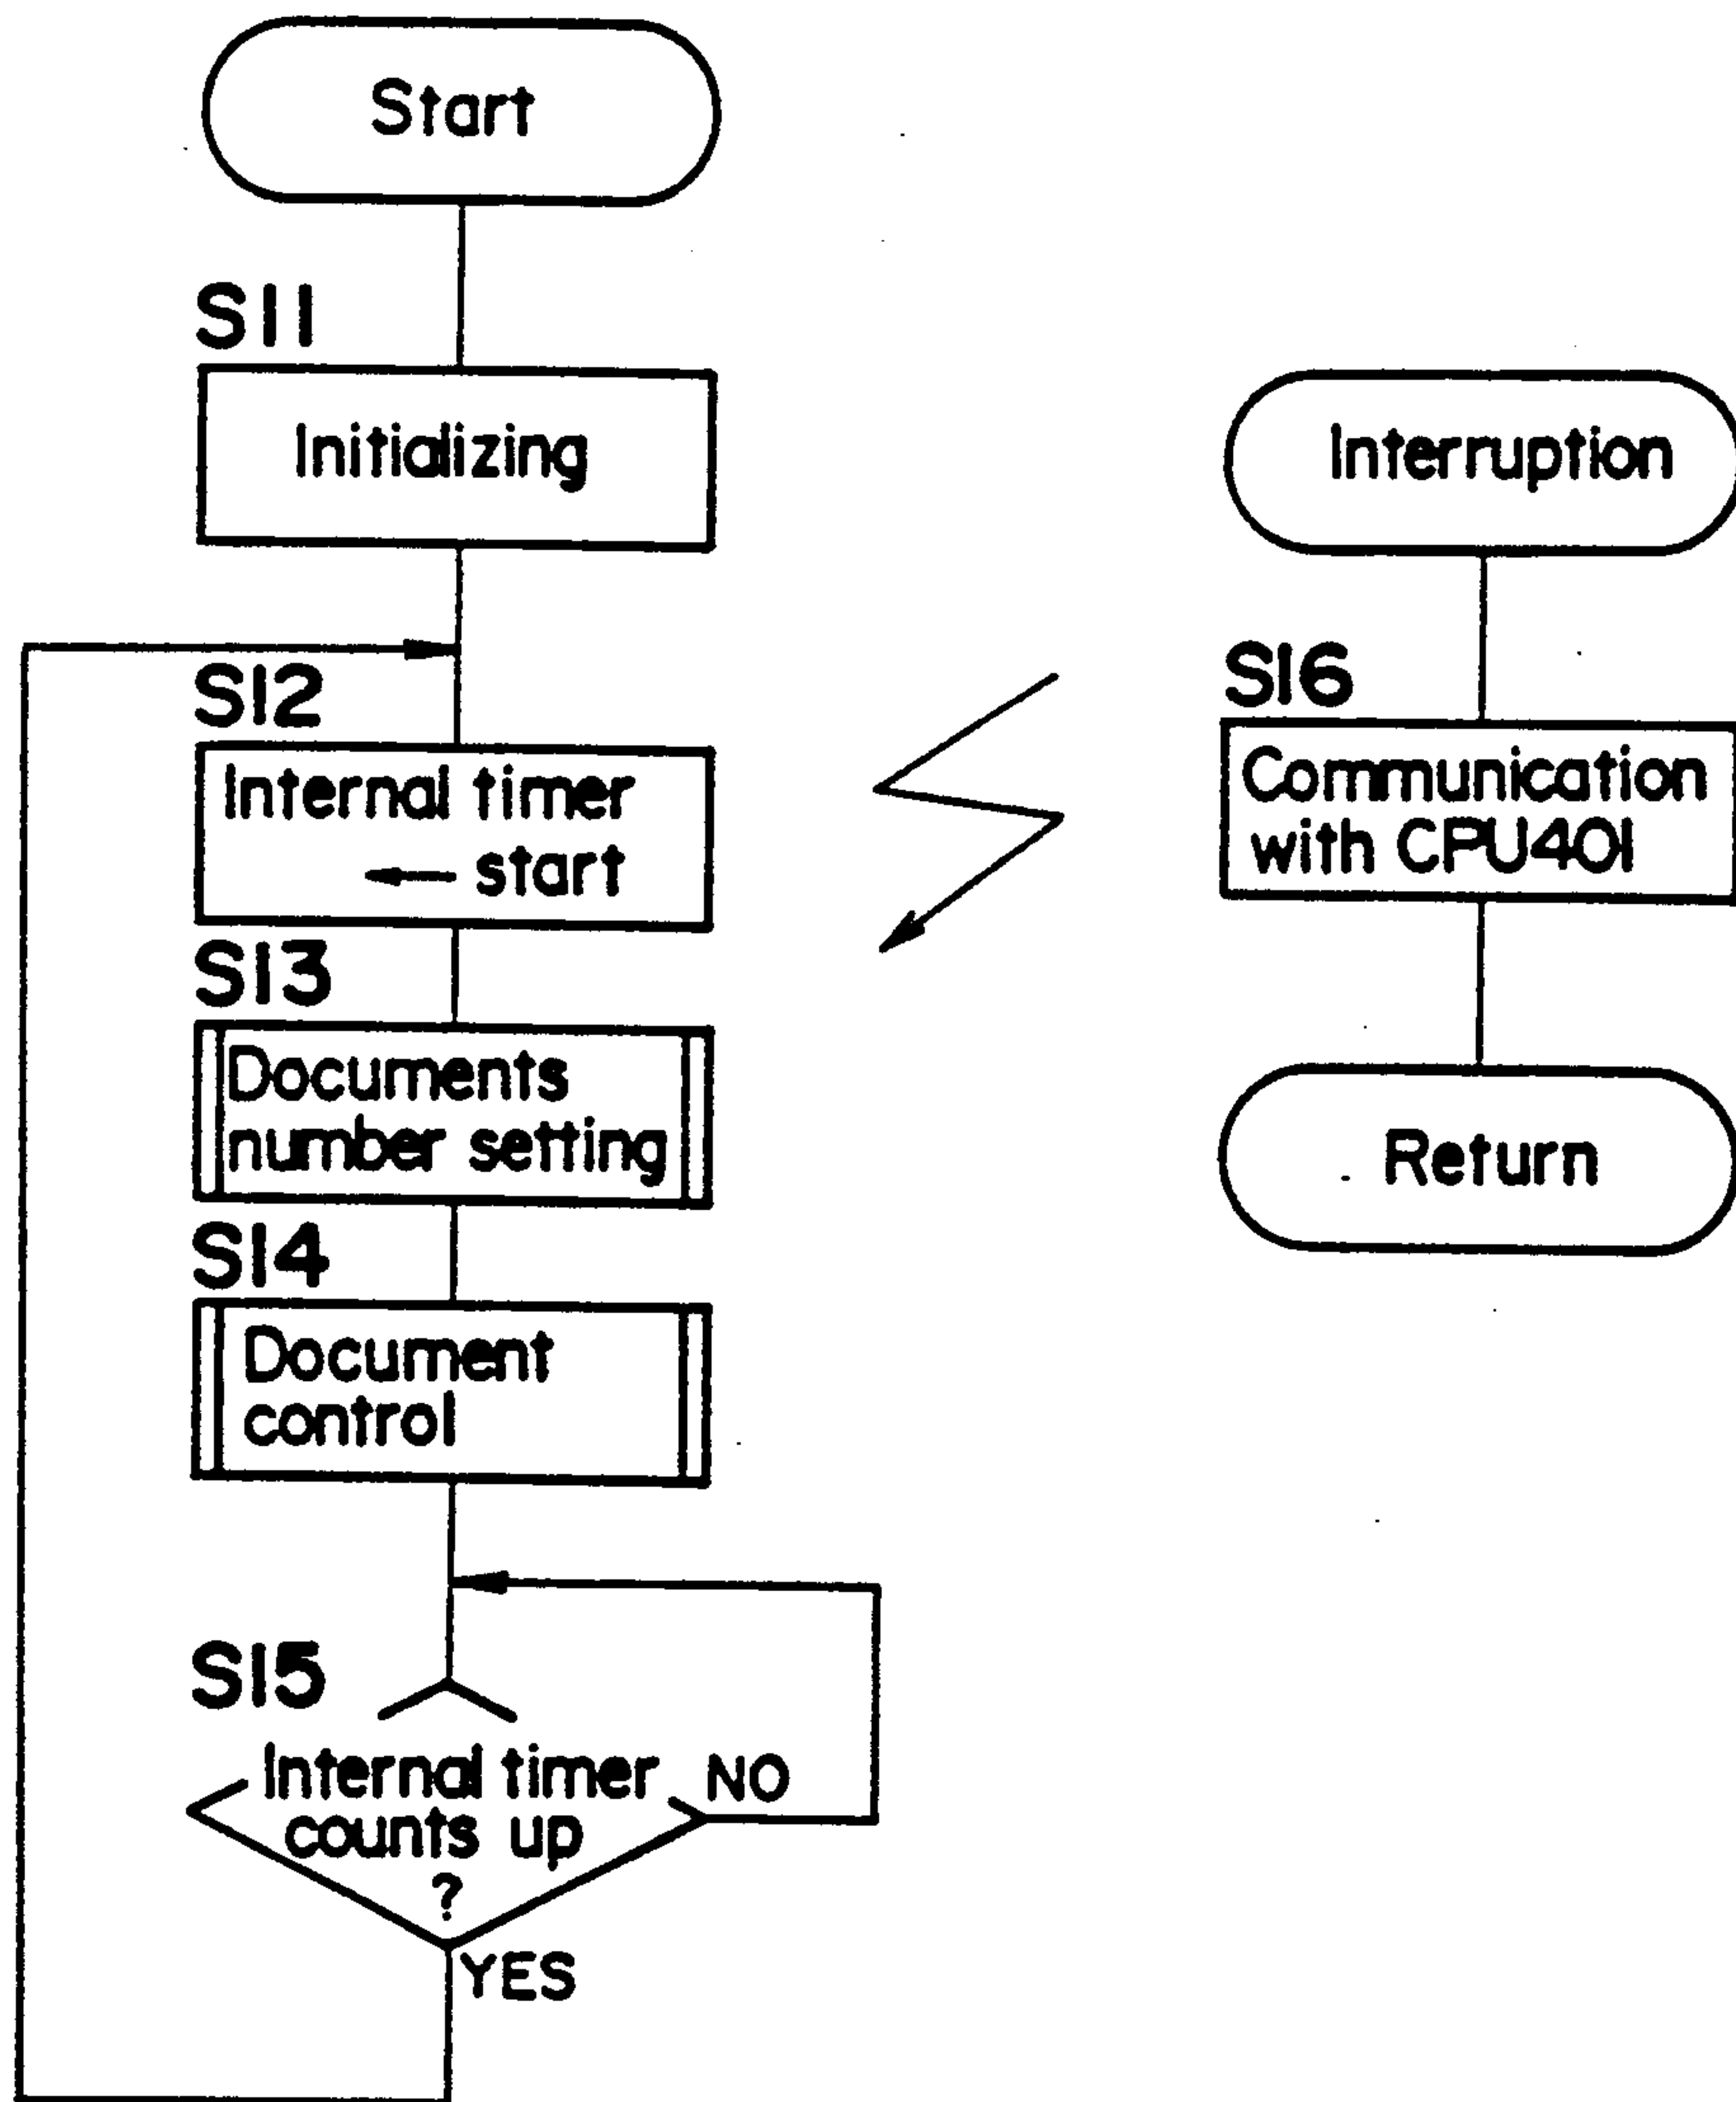 Start
S11
Initializing
S12
Internal timer
← start
S13
Documents
number setting
S14
Document
control
S15
Internal timer
counts up
?
NO
YES
Interruption
S16
Communication
with CPU401
Return